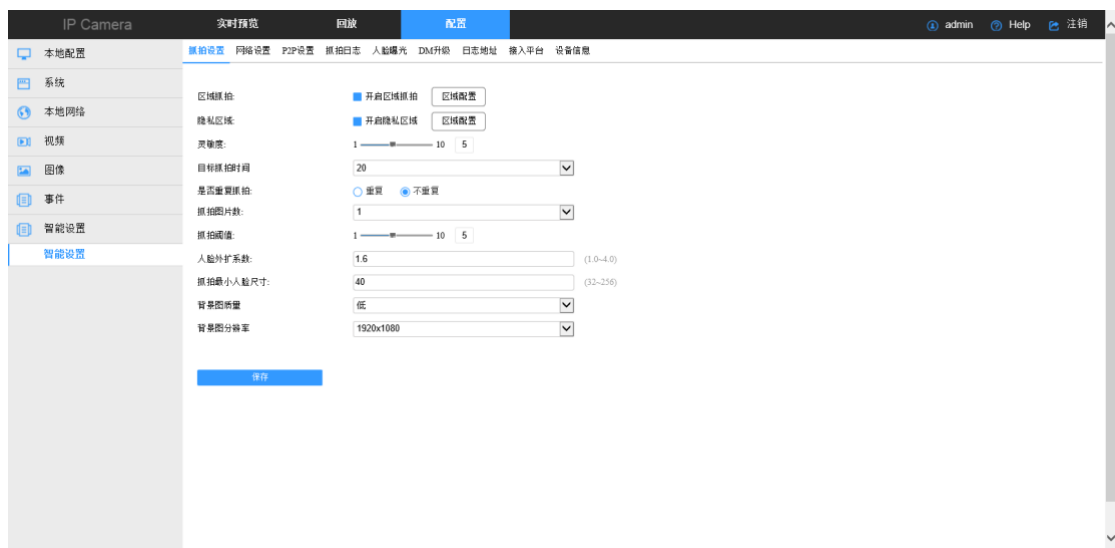 IP Camera 实时预览 回放 配置 admin Help 注销
本地配置
系统
本地网络
视频
图像
事件
智能设置
智能设置
抓拍设置 网络设置 P2P设置 抓拍日志 人脸曝光 DM升级 日志地址 接入平台 设备信息
区域抓拍: 开启区域抓拍 区域配置
隐私区域: 开启隐私区域 区域配置
灵敏度: 1 10 5
目标抓拍时间 20
是否重复抓拍: 重复 不重复
抓拍图片数: 1
抓拍阈值: 1 10 5
人脸外扩系数: 1.6 (1.0~4.0)
抓拍最小人脸尺寸: 40 (32~256)
背景图质量 低
背景图分辨率 1920x1080
保存